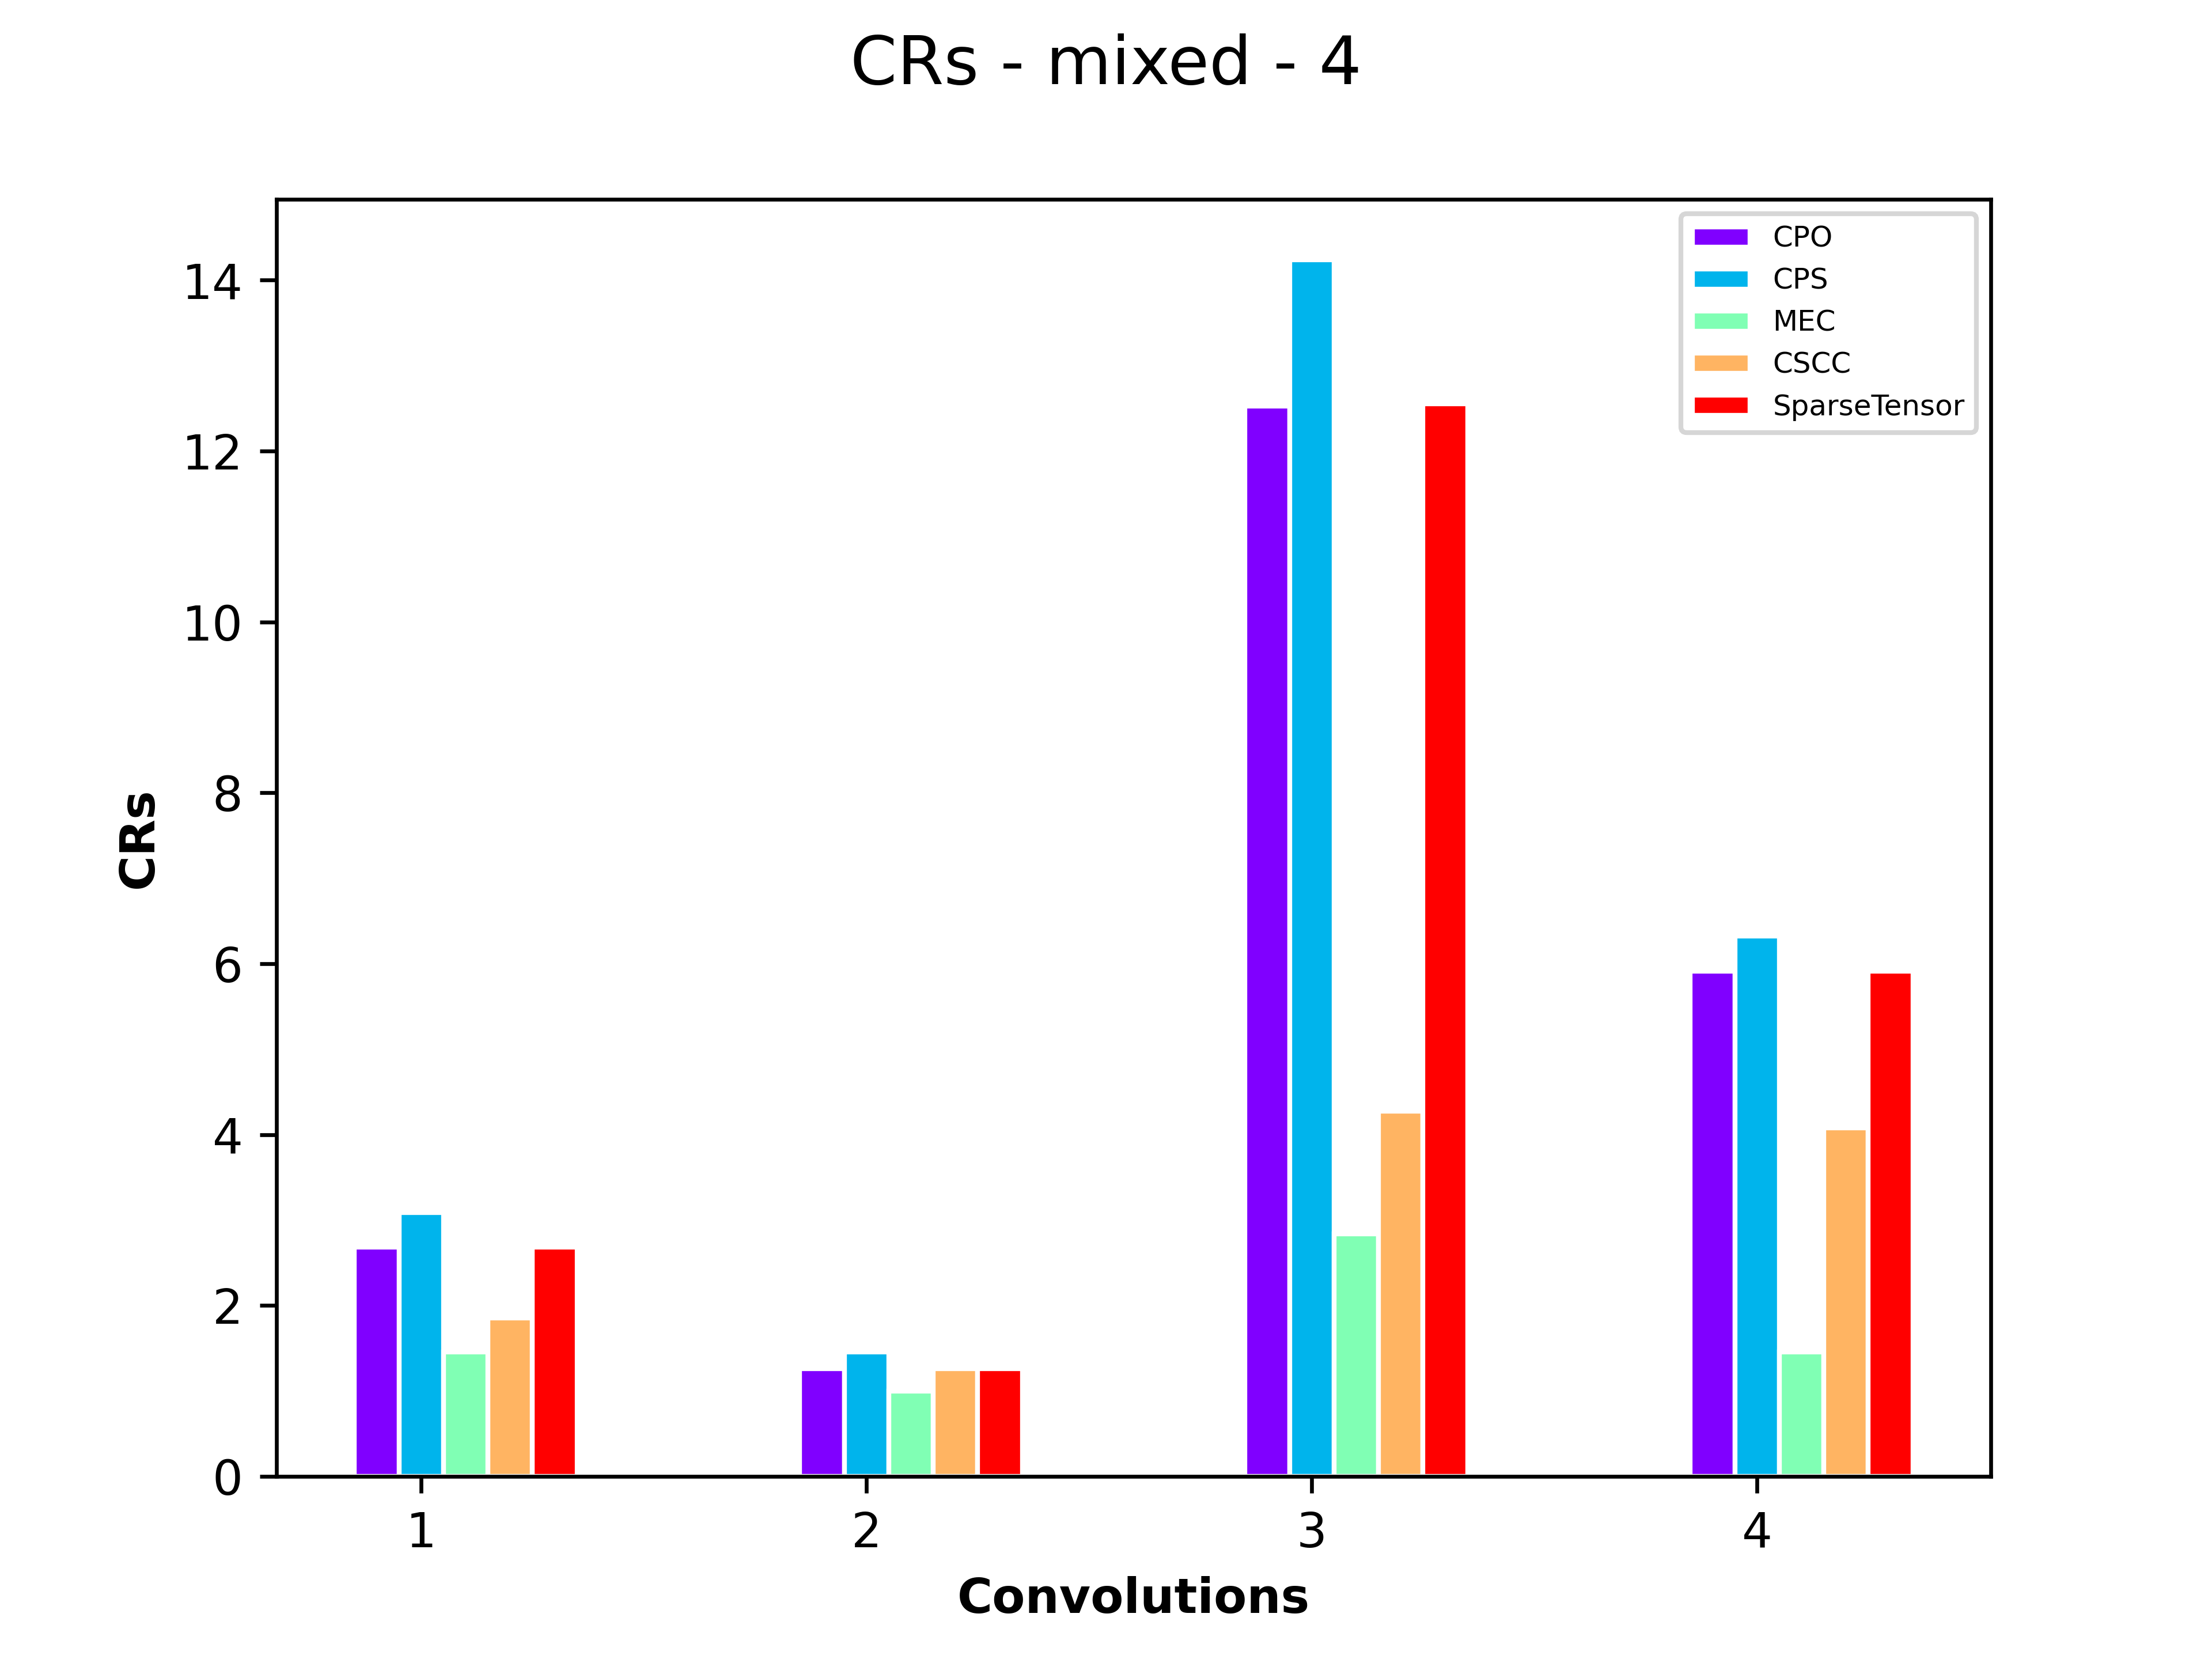 CRs - mixed - 4
CPO
CPS
MEC
CSCC
SparseTensor
14
12
10
8
6
4
2
0
CRs
1 2 3 4
Convolutions